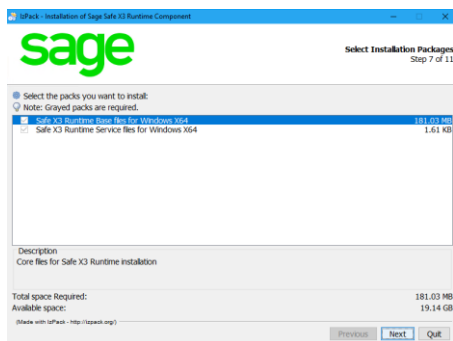 IzPack - Installation of Sage Safe X3 Runtime Component
sage
Select Installation Packages
Step 7 of 11
Select the packs you want to install:
Note: Grayed packs are required.
Safe X3 Runtime Base files for Windows X64 181.03 MB
Safe X3 Runtime Service files for Windows X64 1.61 KB
Description
Core files for Safe X3 Runtime installation
Total space Required: 181.03 MB
Available space: 19.14 GB
(Made with IzPack - http://izpack.org/)
Previous Next Quit